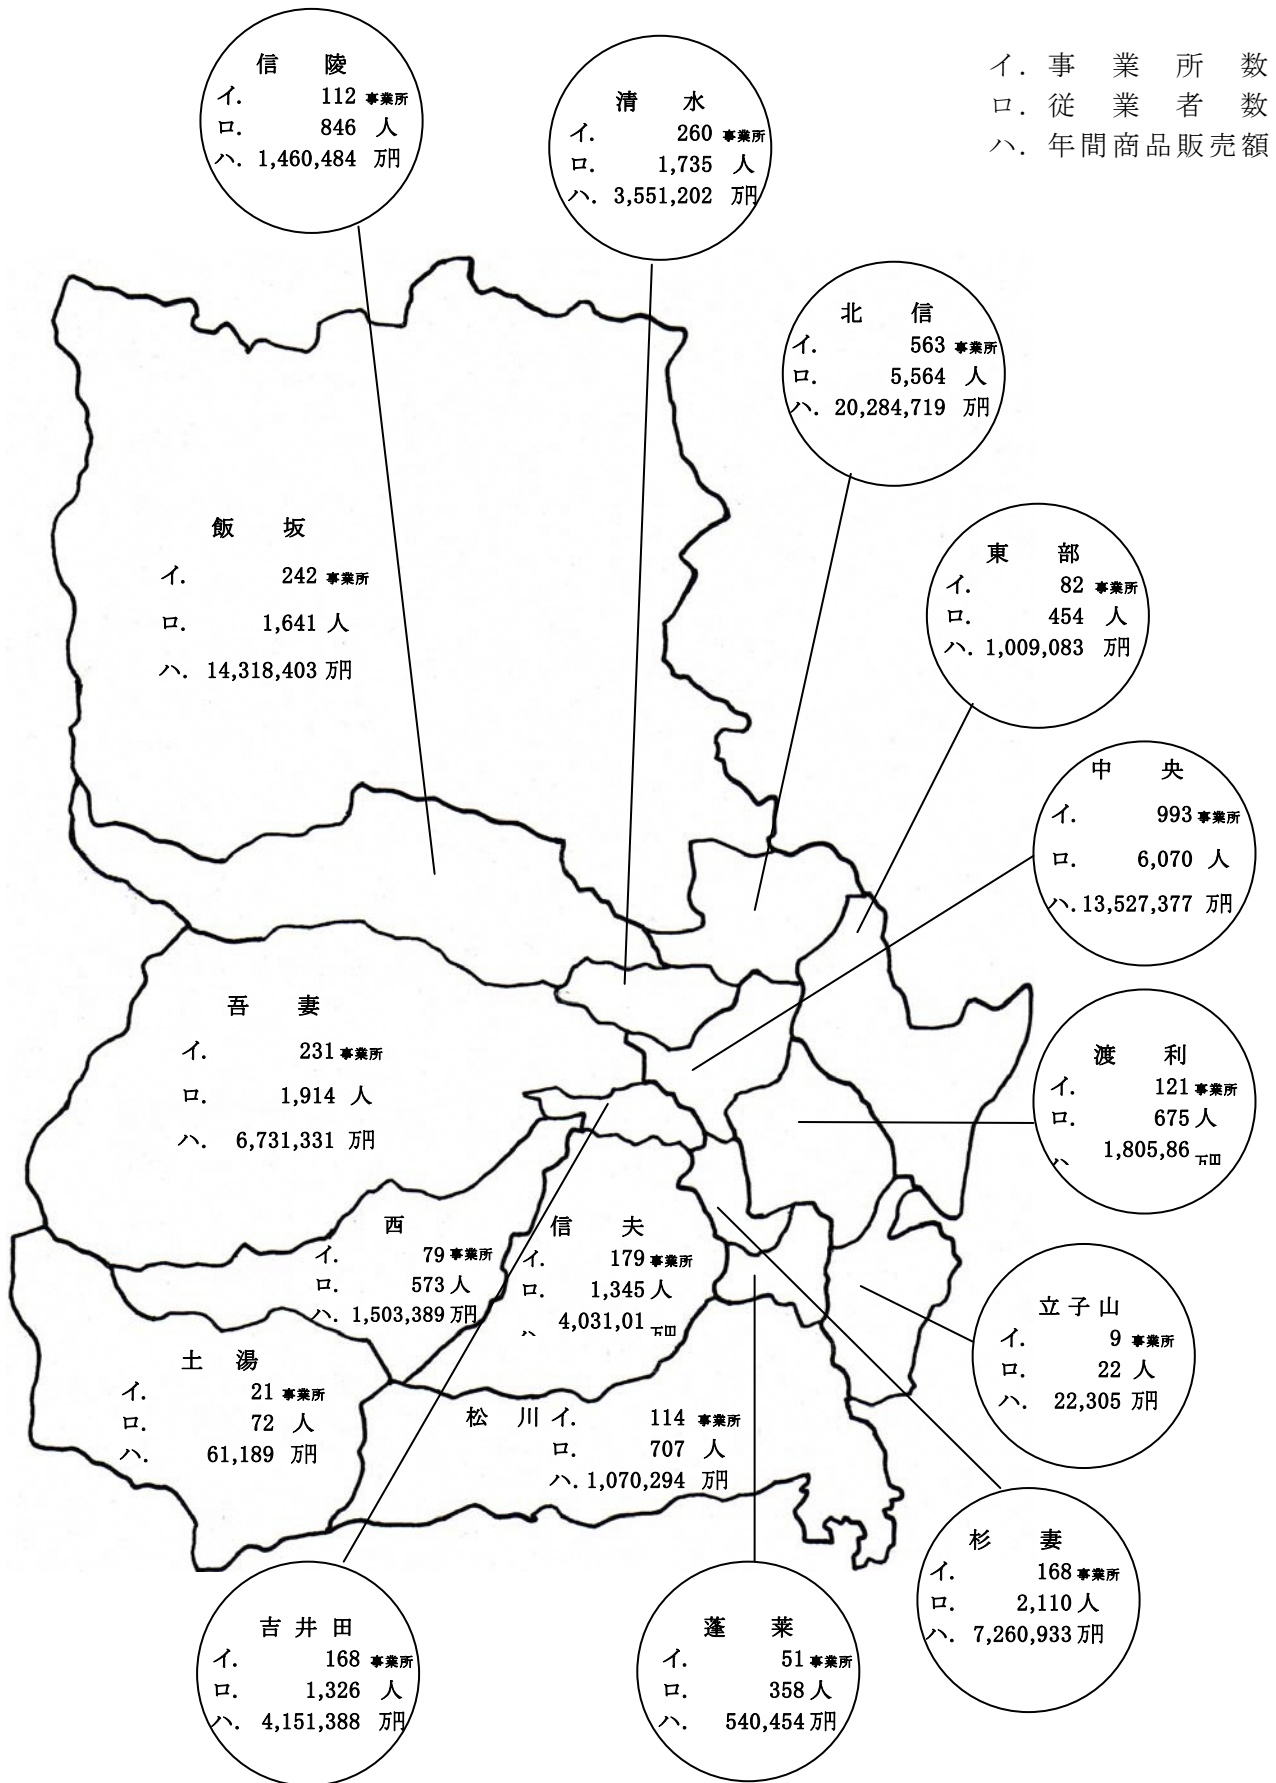 イ. 事業所数
ロ. 従業者数
ハ. 年間商品販売額
信陵
イ. 112 事業所
ロ. 846 人
ハ. 1,460,484 万円
清水
イ. 260 事業所
ロ. 1,735 人
ハ. 3,551,202 万円
北信
イ. 563 事業所
ロ. 5,564 人
ハ. 20,284,719 万円
飯坂
イ. 242 事業所
ロ. 1,641 人
ハ. 14,318,403 万円
東部
イ. 82 事業所
ロ. 454 人
ハ. 1,009,083 万円
中央
イ. 993 事業所
ロ. 6,070 人
ハ. 13,527,377 万円
吾妻
イ. 231 事業所
ロ. 1,914 人
ハ. 6,731,331 万円
渡利
イ. 121 事業所
ロ. 675 人
1,805,86
西
イ. 79 事業所
ロ. 573 人
ハ. 1,503,389 万円
信夫
イ. 179 事業所
ロ. 1,345 人
4,031,01
立子山
イ. 9 事業所
ロ. 22 人
ハ. 22,305 万円
土湯
イ. 21 事業所
ロ. 72 人
ハ. 61,189 万円
松川 イ. 114 事業所
ロ. 707 人
ハ. 1,070,294 万円
杉妻
イ. 168 事業所
ロ. 2,110 人
ハ. 7,260,933 万円
吉井田
イ. 168 事業所
ロ. 1,326 人
ハ. 4,151,388 万円
蓬莱
イ. 51 事業所
ロ. 358 人
ハ. 540,454 万円